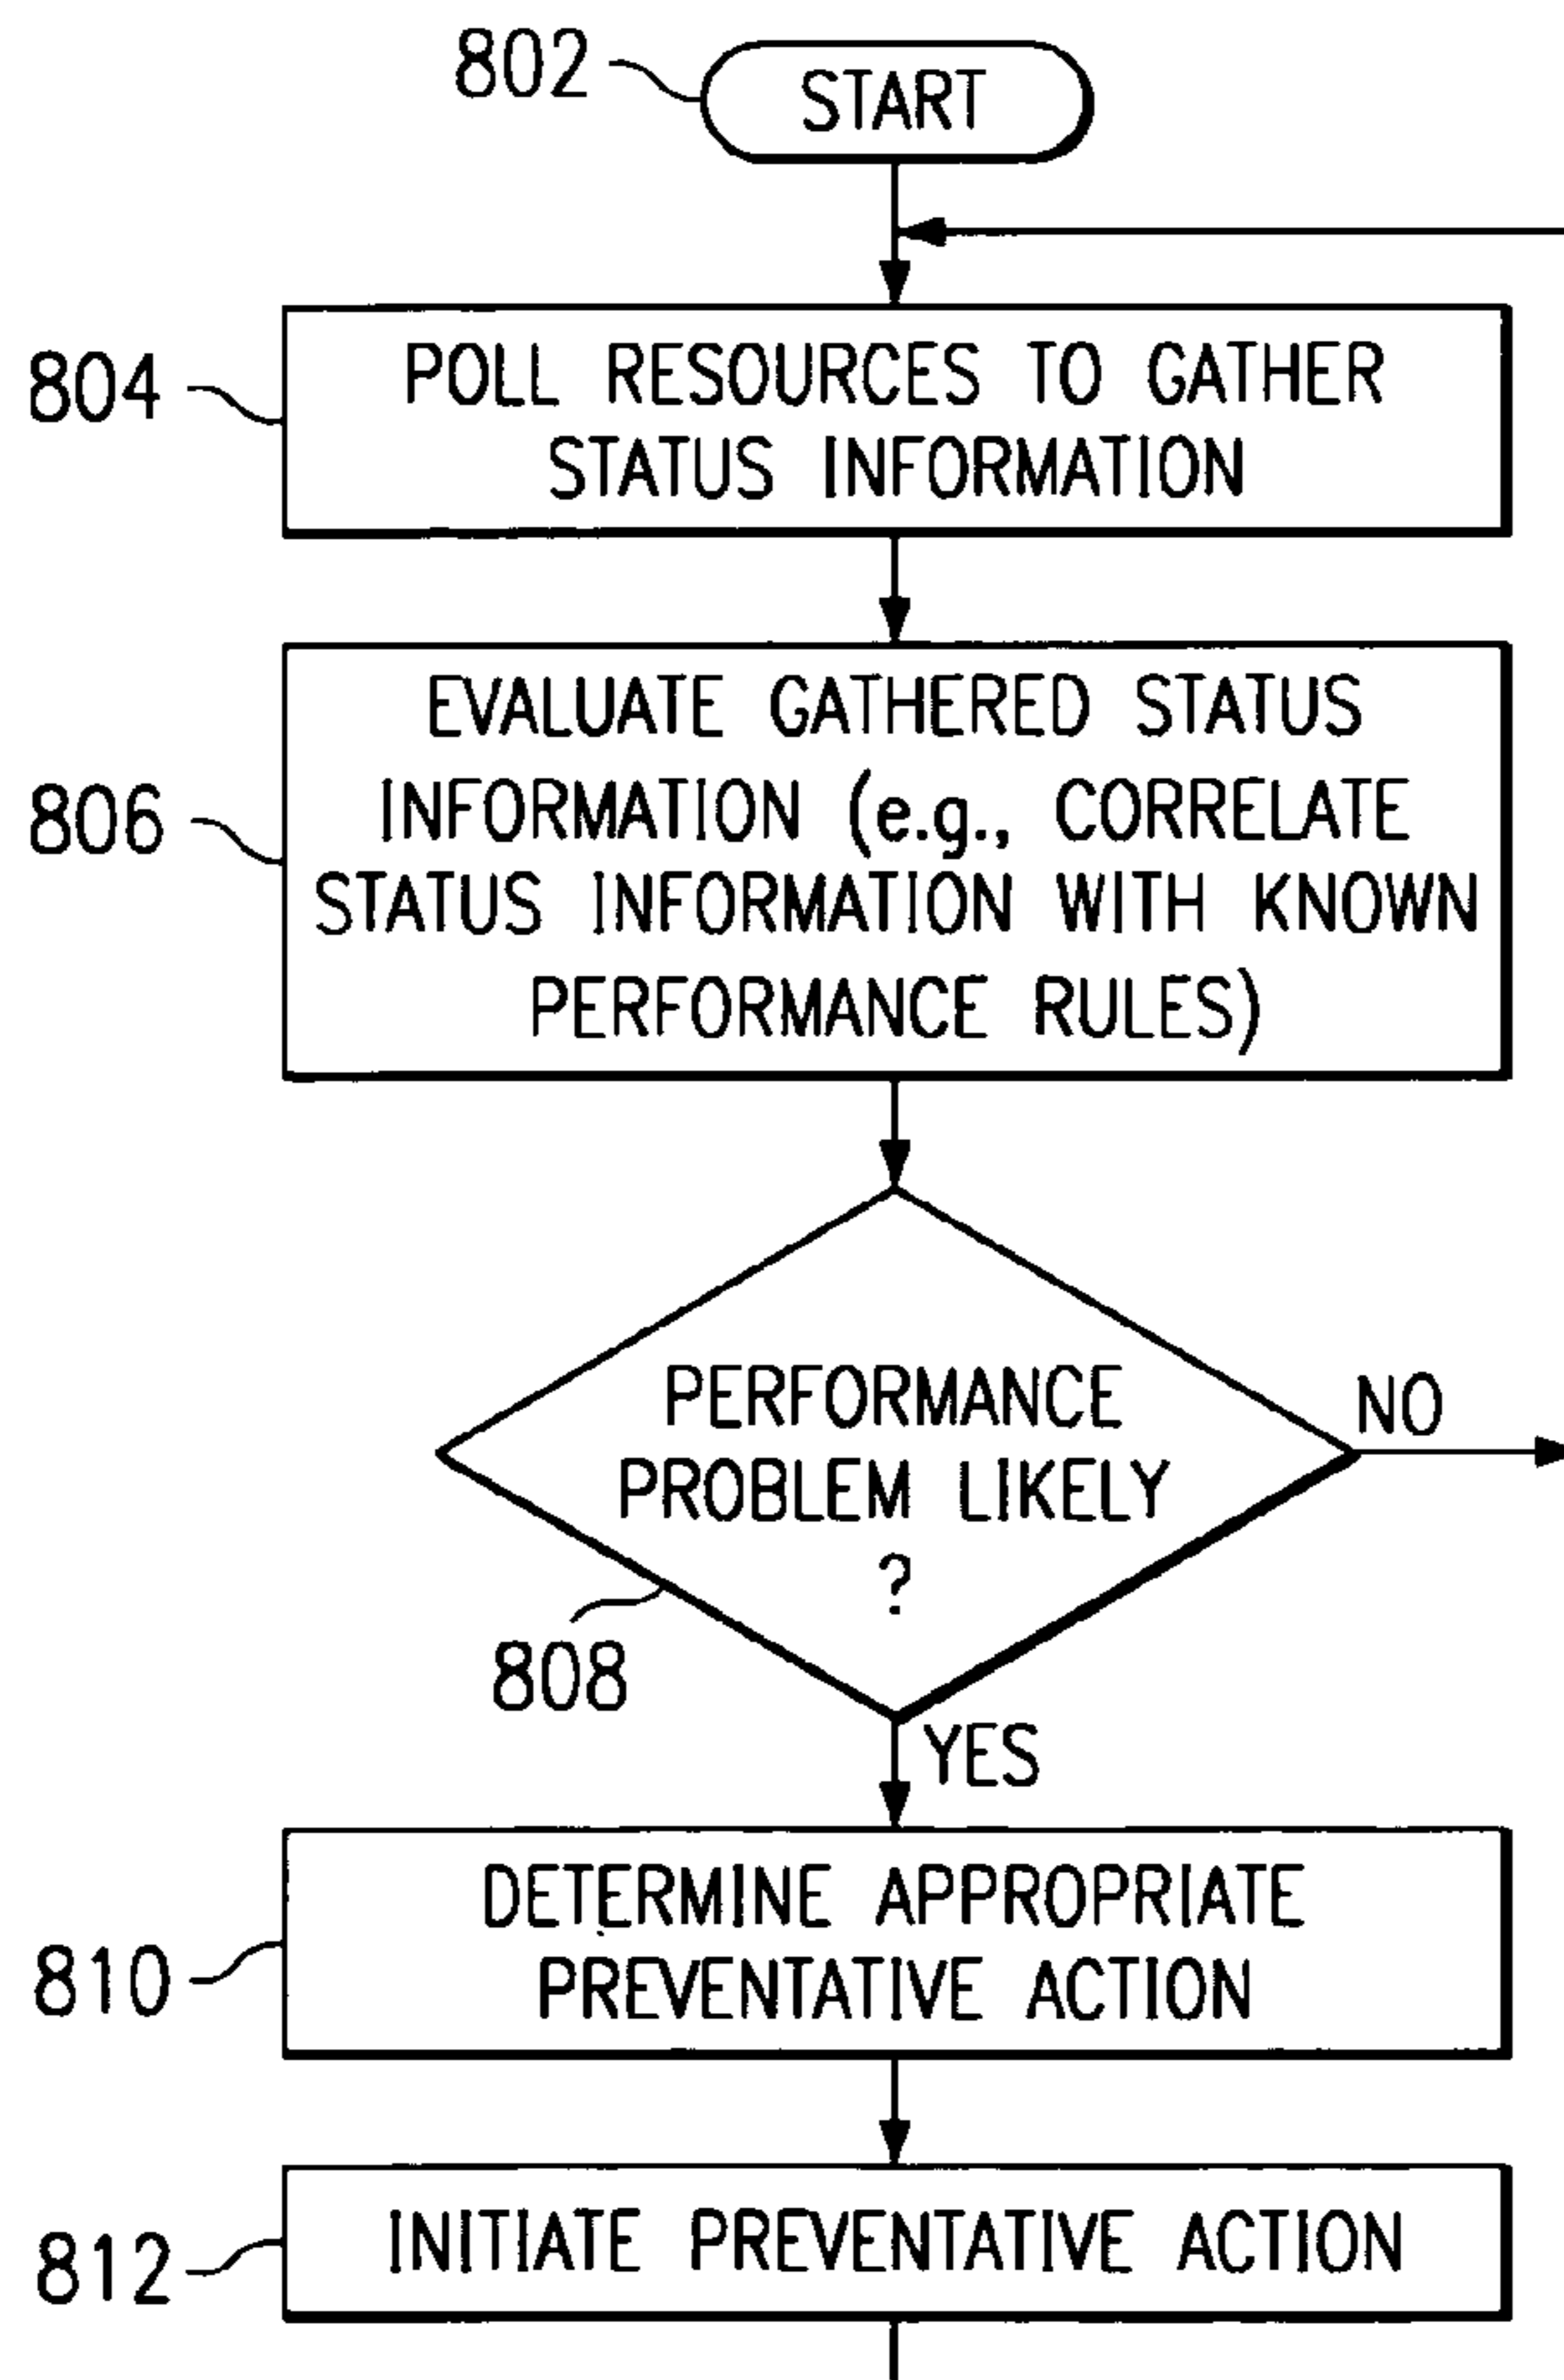 802
START
804
POLL RESOURCES TO GATHER
STATUS INFORMATION
806
EVALUATE GATHERED STATUS
INFORMATION (e.g., CORRELATE
STATUS INFORMATION WITH KNOWN
PERFORMANCE RULES)
PERFORMANCE
PROBLEM LIKELY
?
NO
808
YES
810
DETERMINE APPROPRIATE
PREVENTATIVE ACTION
812
INITIATE PREVENTATIVE ACTION